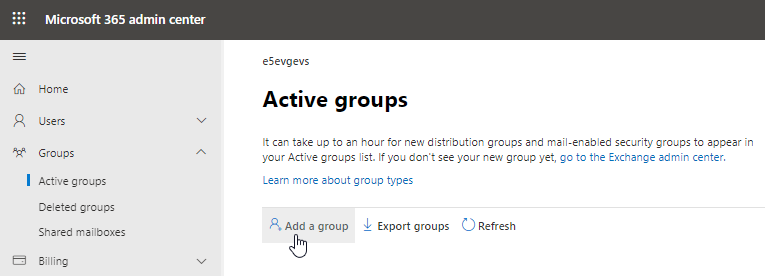 Microsoft 365 admin center
Home
Users
Groups
Active groups
Deleted groups
Shared mailboxes
Billing
e5evgevs
Active groups
It can take up to an hour for new distribution groups and mail-enabled security groups to appear in
your Active groups list. If you don't see your new group yet, go to the Exchange admin center.
Learn more about group types
Add a group Export groups Refresh